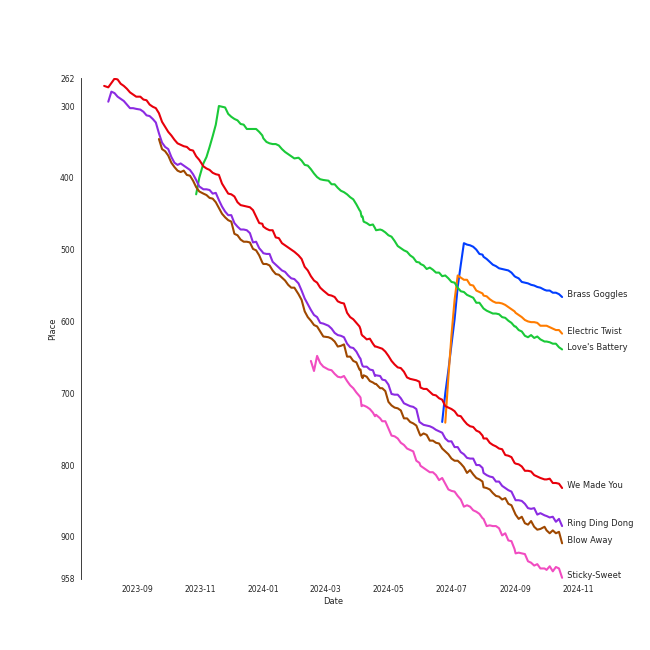 262
300
400
500
600
700
800
900
958
Place
Brass Goggles
Electric Twist
Love's Battery
We Made You
Ring Ding Dong
Blow Away
Sticky-Sweet
2023-09
2023-11
2024-01
2024-03
2024-05
2024-07
2024-09
2024-11
Date